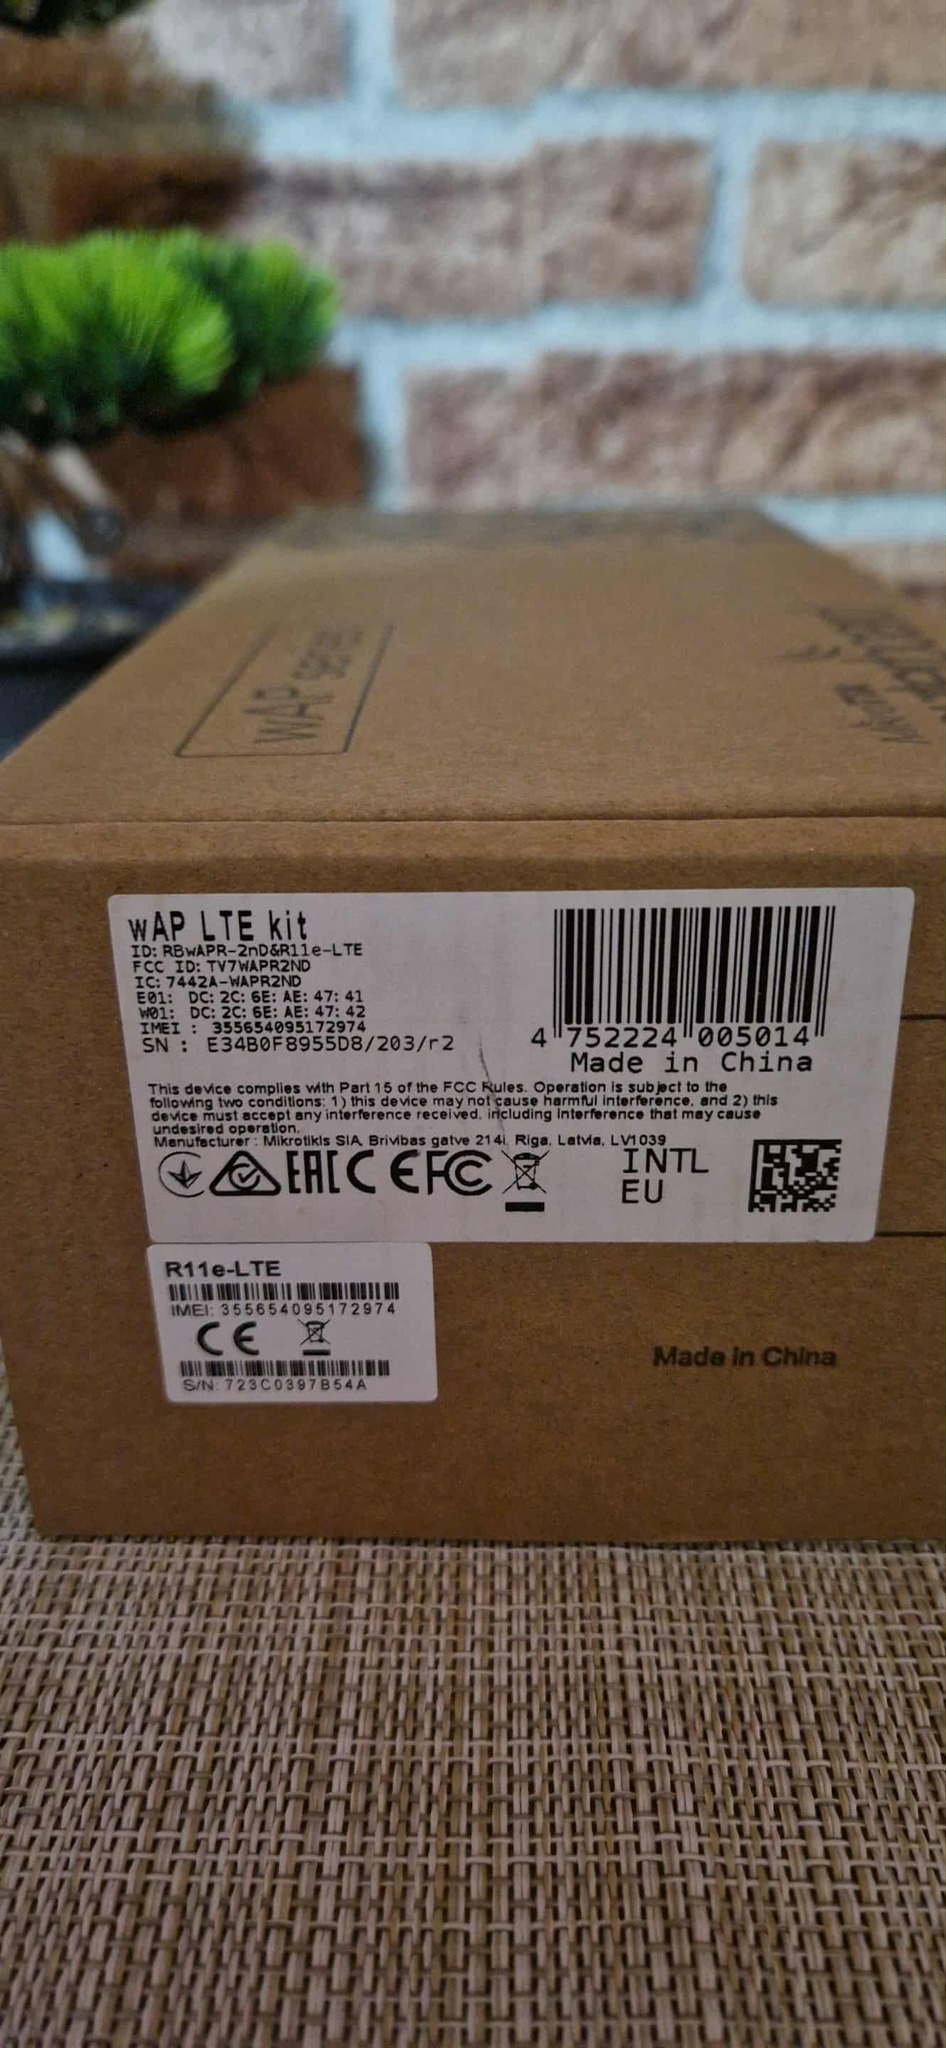 wAP series
MikroTik
wAP LTE kit
ID: RBwAPR-2nD&R11e-LTE
FCC ID: TV7WAPR2ND
IC: 7442A-WAPR2ND
E01: DC: 2C: 6E: AE: 47: 41
W01: DC: 2C: 6E: AE: 47: 42
IMEI : 355654095172974
SN : E34B0F8955D8/203/r2
4 752224 005014
Made in China
This device complies with Part 15 of the FCC Rules. Operation is subject to the
following two conditions: 1) this device may not cause harmful interference, and 2) this
device must accept any interference received, including interference that may cause
undesired operation.
Manufacturer : Mikrotikls SIA, Brivibas gatve 214i, Riga, Latvia, LV1039
EAC CE FC
INTL
EU
R11e-LTE
IMEI: 355654095172974
CE
S/N: 723C0397B54A
Made in China